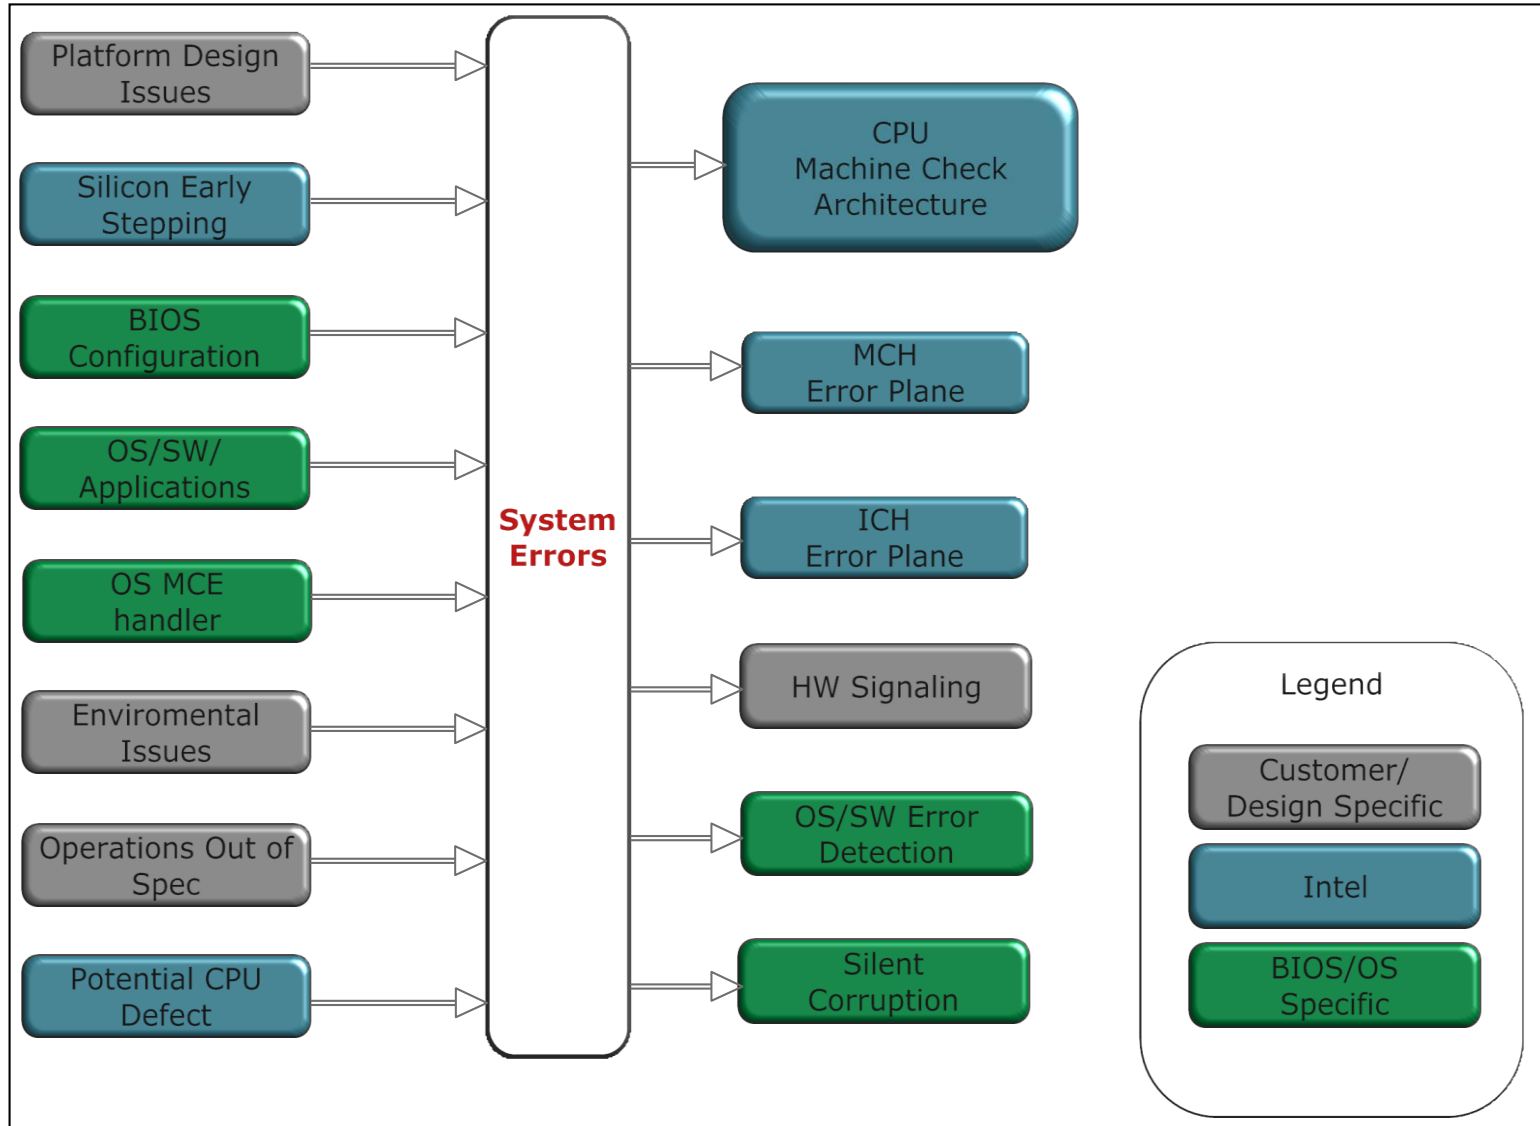 Platform Design
Issues
Silicon Early
Stepping
BIOS
Configuration
OS/SW/
Applications
OS MCE
handler
Enviromental
Issues
Operations Out of
Spec
Potential CPU
Defect
System
Errors
CPU
Machine Check
Architecture
MCH
Error Plane
ICH
Error Plane
HW Signaling
OS/SW Error
Detection
Silent
Corruption
Legend
Customer/
Design Specific
Intel
BIOS/OS
Specific